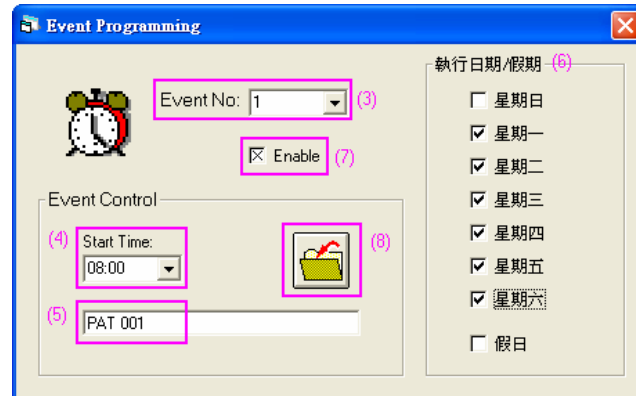 Event Programming
Event No: 1 (3)
Enable (7)
Event Control
(4) Start Time:
08:00
(8)
(5) PAT 001
執行日期/假期 (6)
星期日
星期一
星期二
星期三
星期四
星期五
星期六
假日